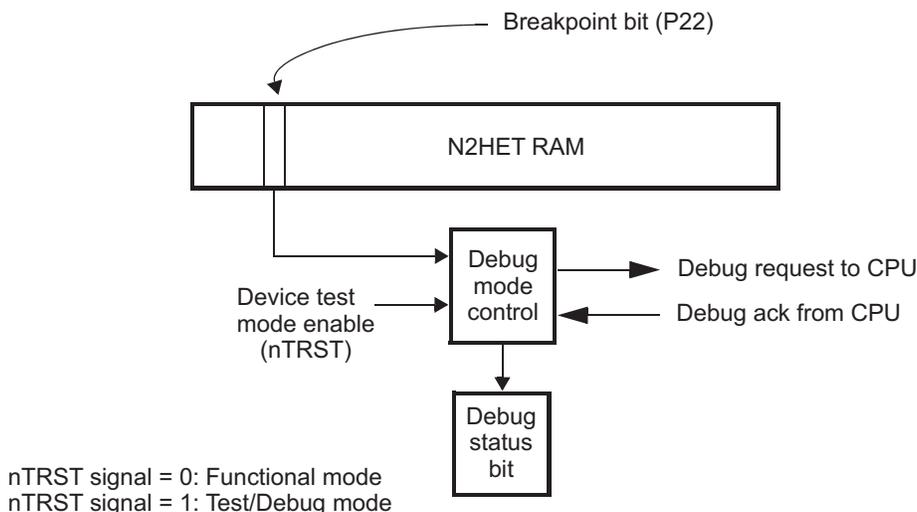 Breakpoint bit (P22)
N2HET RAM
Debug
mode
control
Debug request to CPU
Debug ack from CPU
Device test
mode enable
(nTRST)
Debug
status
bit
nTRST signal = 0: Functional mode
nTRST signal = 1: Test/Debug mode